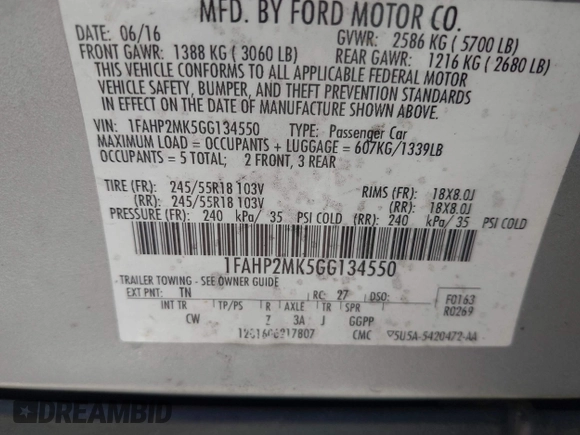 MFD. BY FORD MOTOR CO.
DATE: 06/16 GVWR: 2586 KG ( 5700 LB)
FRONT GAWR: 1388 KG ( 3060 LB) REAR GAWR: 1216 KG ( 2680 LB)
THIS VEHICLE CONFORMS TO ALL APPLICABLE FEDERAL MOTOR
VEHICLE SAFETY, BUMPER, AND THEFT PREVENTION STANDARDS
IN EFFECT ON THE DATE OF MANUFACTURE SHOWN ABOVE.
VIN: 1FAHP2MK5GG134550 TYPE: Passenger Car
MAXIMUM LOAD = OCCUPANTS + LUGGAGE = 607KG/1339LB
OCCUPANTS = 5 TOTAL; 2 FRONT, 3 REAR
TIRE (FR): 245/55R18 103V RIMS (FR): 18X8.0J
(RR): 245/55R18 103V (RR): 18X8.0J
PRESSURE (FR): 240 kPa/ 35 PSI COLD (RR): 240 kPa/ 35 PSI COLD
1FAHP2MK5GG134550
TRAILER TOWING - SEE OWNER GUIDE
EXT PNT: TN RC: 27 DSO: F0163
INT TR TP/PS R AXLE TR SPR R0269
CW Z 3A J GGPP
CMC 5U5A-5420472-AA
DREAMBID